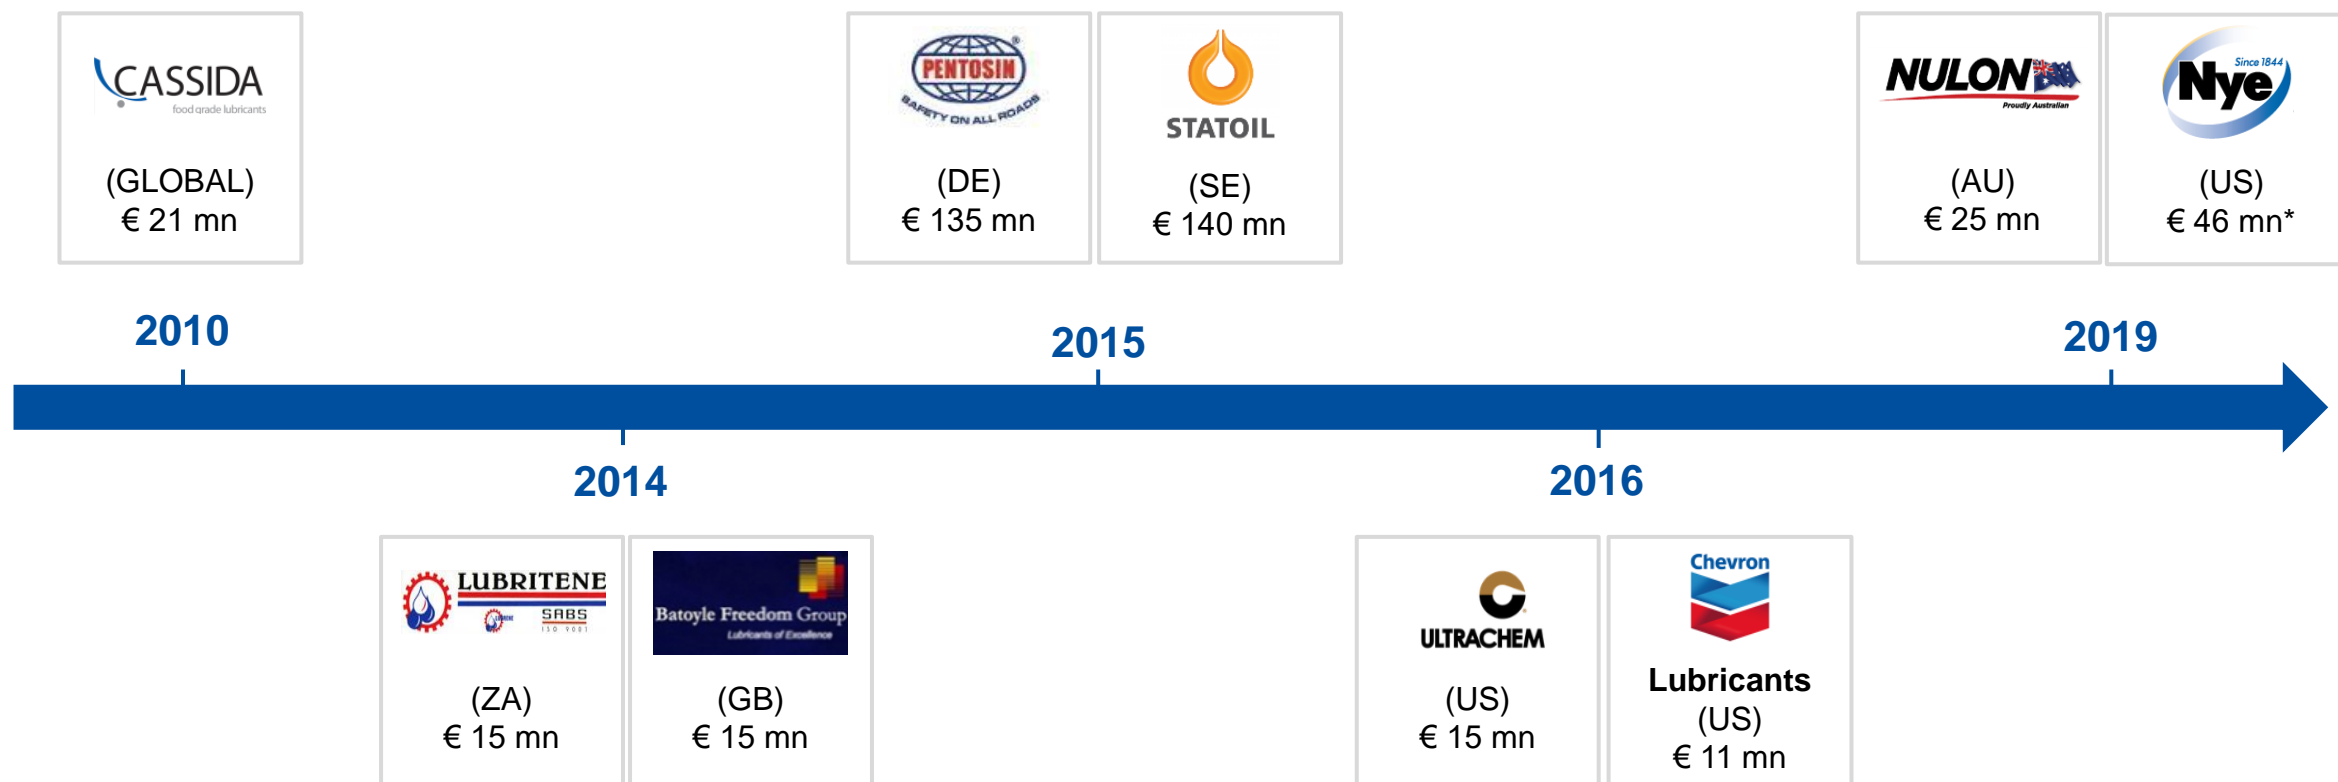 CASSIDA
food grade lubricants
(GLOBAL)
€ 21 mn
PENTOSIN
®
SAFETY ON ALL ROADS
(DE)
€ 135 mn
STATOIL
(SE)
€ 140 mn
NULON
Proudly Australian
(AU)
€ 25 mn
Since 1844
Nye
(US)
€ 46 mn*
2010
2015
2019
2014
2016
LUBRITENE
SABS
ISO 9001
(ZA)
€ 15 mn
Batoyle Freedom Group
Lubricants of Excellence
(GB)
€ 15 mn
ULTRACHEM
(US)
€ 15 mn
Chevron
Lubricants
(US)
€ 11 mn